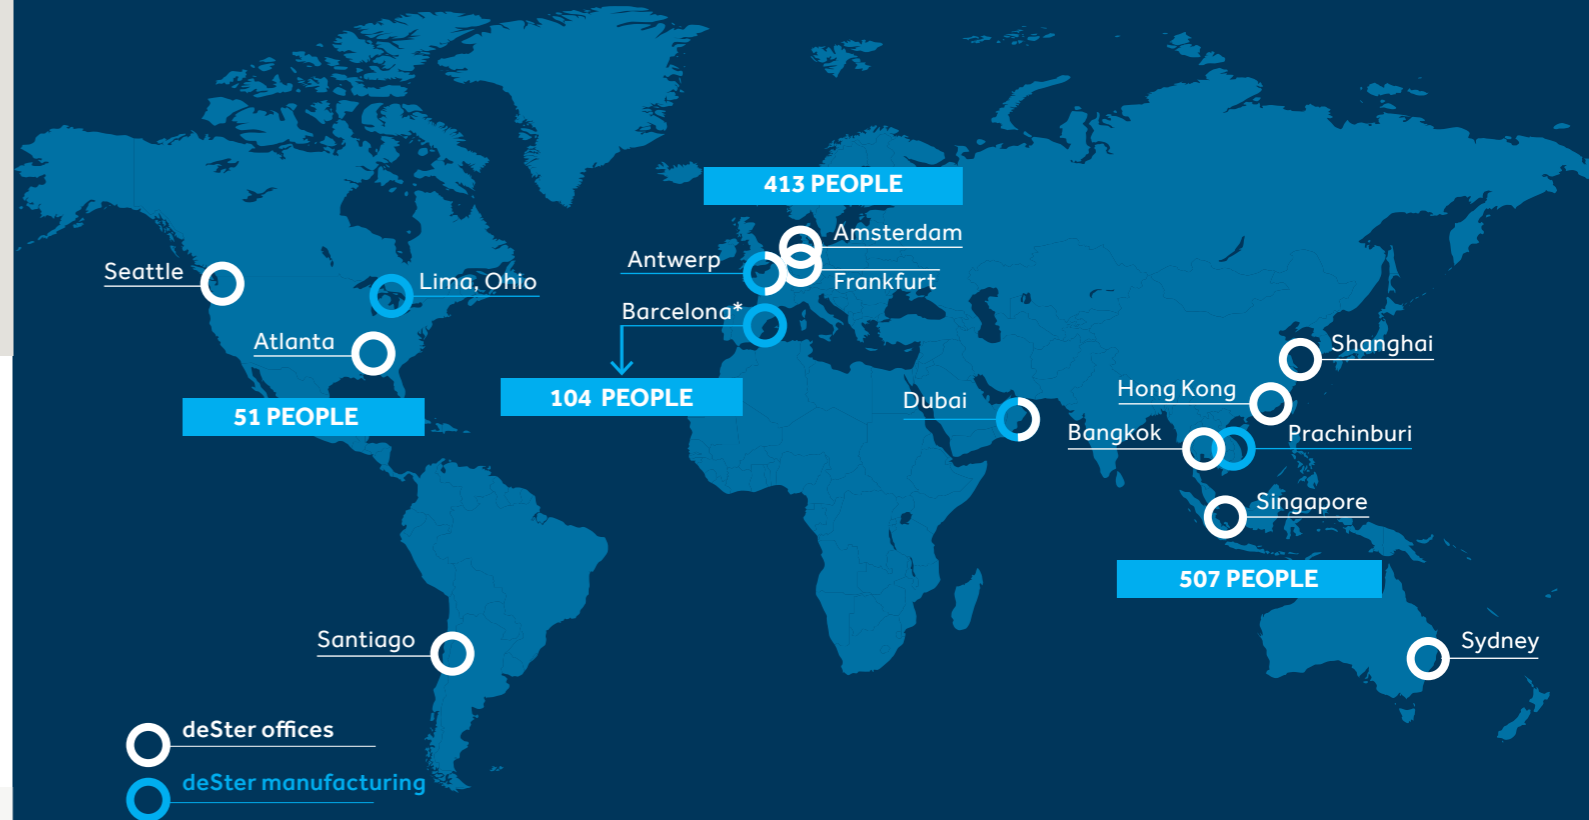 413 PEOPLE
Amsterdam
Antwerp
Frankfurt
Seattle
Lima, Ohio
Barcelona*
Atlanta
Shanghai
104 PEOPLE
Hong Kong
Dubai
51 PEOPLE
Bangkok
Prachinburi
Singapore
507 PEOPLE
Santiago
Sydney
deSter offices
deSter manufacturing